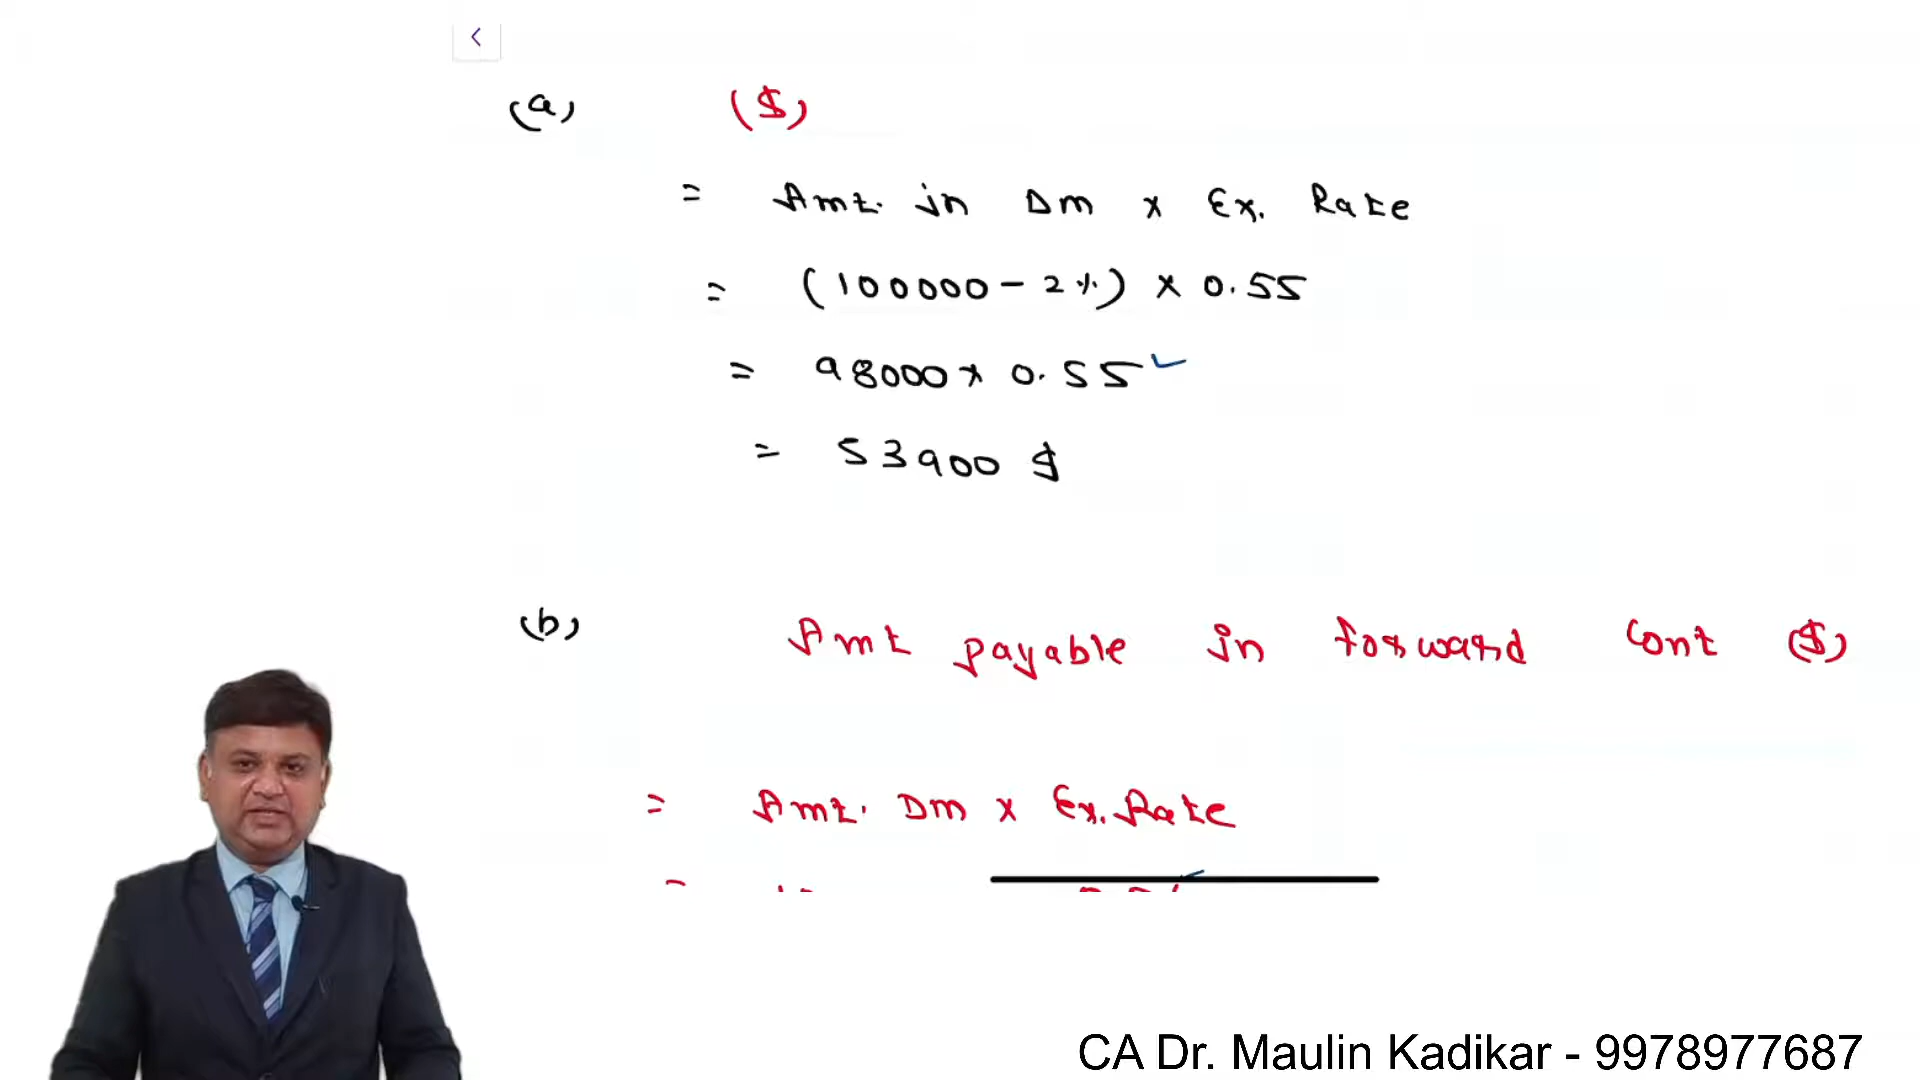 (a) ($)
= Amt. in DM x Ex. Rate
= (100000 - 2%) x 0.55
= 98000 x 0.55
= 53900 $
(b) Amt payable in forward Cont ($)
= Amt. DM x Ex. Rate
CA Dr. Maulin Kadikar - 9978977687